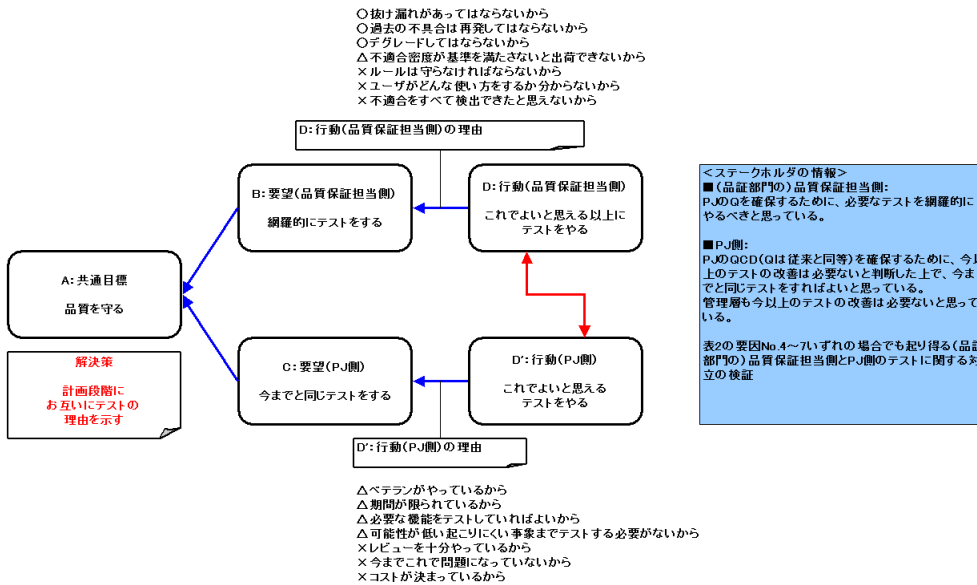 ○抜け漏れがあってはならないから
○過去の不具合は再発してはならないから
○デグレードしてはならないから
△不適合密度が基準を満たさないと出荷できないから
×ルールは守らなければならないから
×ユーザがどんな使い方をするか分からないから
×不適合をすべて検出できたと思えないから
D:行動(品質保証担当側)の理由
B:要望(品質保証担当側)
網羅的にテストをする
D:行動(品質保証担当側)
これでよいと思える以上に
テストをやる
A:共通目標
品質を守る
C:要望(PJ側)
今までと同じテストをする
D':行動(PJ側)
これでよいと思える
テストをやる
解決策
計画段階に
お互いにテストの
理由を示す
D':行動(PJ側)の理由
△ベテランがやっているから
△期間が限られているから
△必要な機能をテストしていればよいから
△可能性が低い起こりにくい事象までテストする必要がないから
×レビューを十分やっているから
×今までこれで問題になっていないから
×コストが決まっているから
<ステークホルダの情報>
■(品証部門の)品質保証担当側:
PJのQを確保するために、必要なテストを網羅的に
やるべきと思っている。
■PJ側:
PJのQCD(Qは従来と同等)を確保するために、今以
上のテストの改善は必要ないと判断した上で、今ま
でと同じテストをすればよいと思っている。
管理層も今以上のテストの改善は必要ないと思って
いる。
表2の要因No.4～7いずれの場合でも起り得る(品証
部門の)品質保証担当側とPJ側のテストに関する対
立の検証